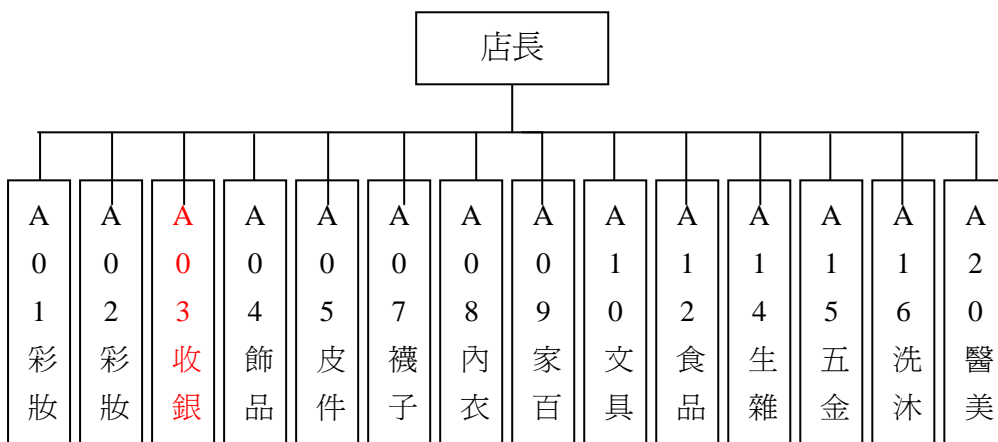 店長
A01彩妝
A02彩妝
A03收銀
A04飾品
A05皮件
A07襪子
A08內衣
A09家百
A10文具
A12食品
A14生雜
A15五金
A16洗沐
A20醫美